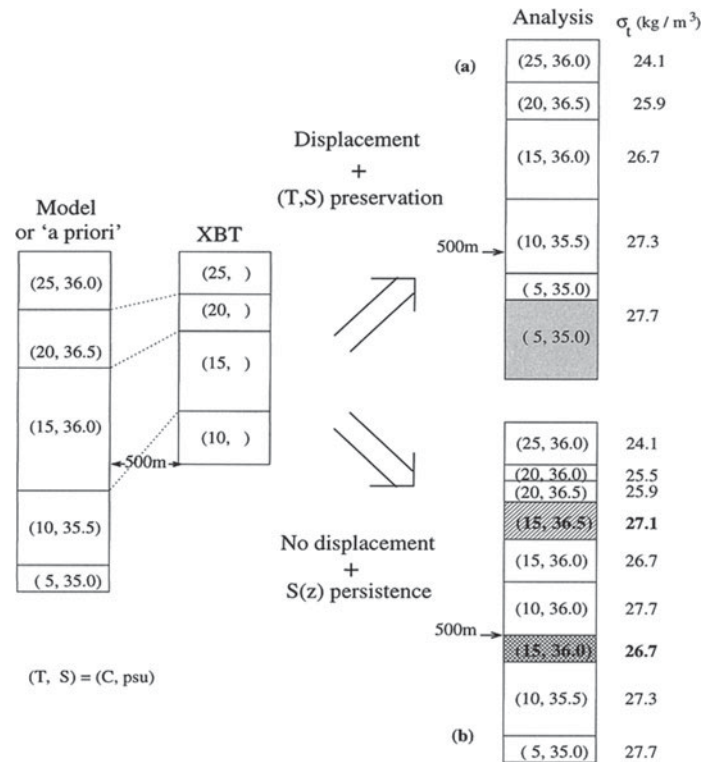 Analysis
σt (kg / m³)
(a)
(25, 36.0)
24.1
(20, 36.5)
25.9
(15, 36.0)
26.7
(10, 35.5)
27.3
500m
( 5, 35.0)
27.7
( 5, 35.0)
Displacement
+
(T,S) preservation
Model
or ‘a priori’
(25, 36.0)
(20, 36.5)
(15, 36.0)
(10, 35.5)
( 5, 35.0)
XBT
(25,   )
(20,   )
(15,   )
(10,   )
500m
No displacement
+
S(z) persistence
(25, 36.0)
24.1
(20, 36.0)
25.5
(20, 36.5)
25.9
(15, 36.5)
27.1
(15, 36.0)
26.7
(10, 36.0)
27.7
500m
(15, 36.0)
26.7
(10, 35.5)
27.3
(b)
( 5, 35.0)
27.7
(T,  S) = (C, psu)